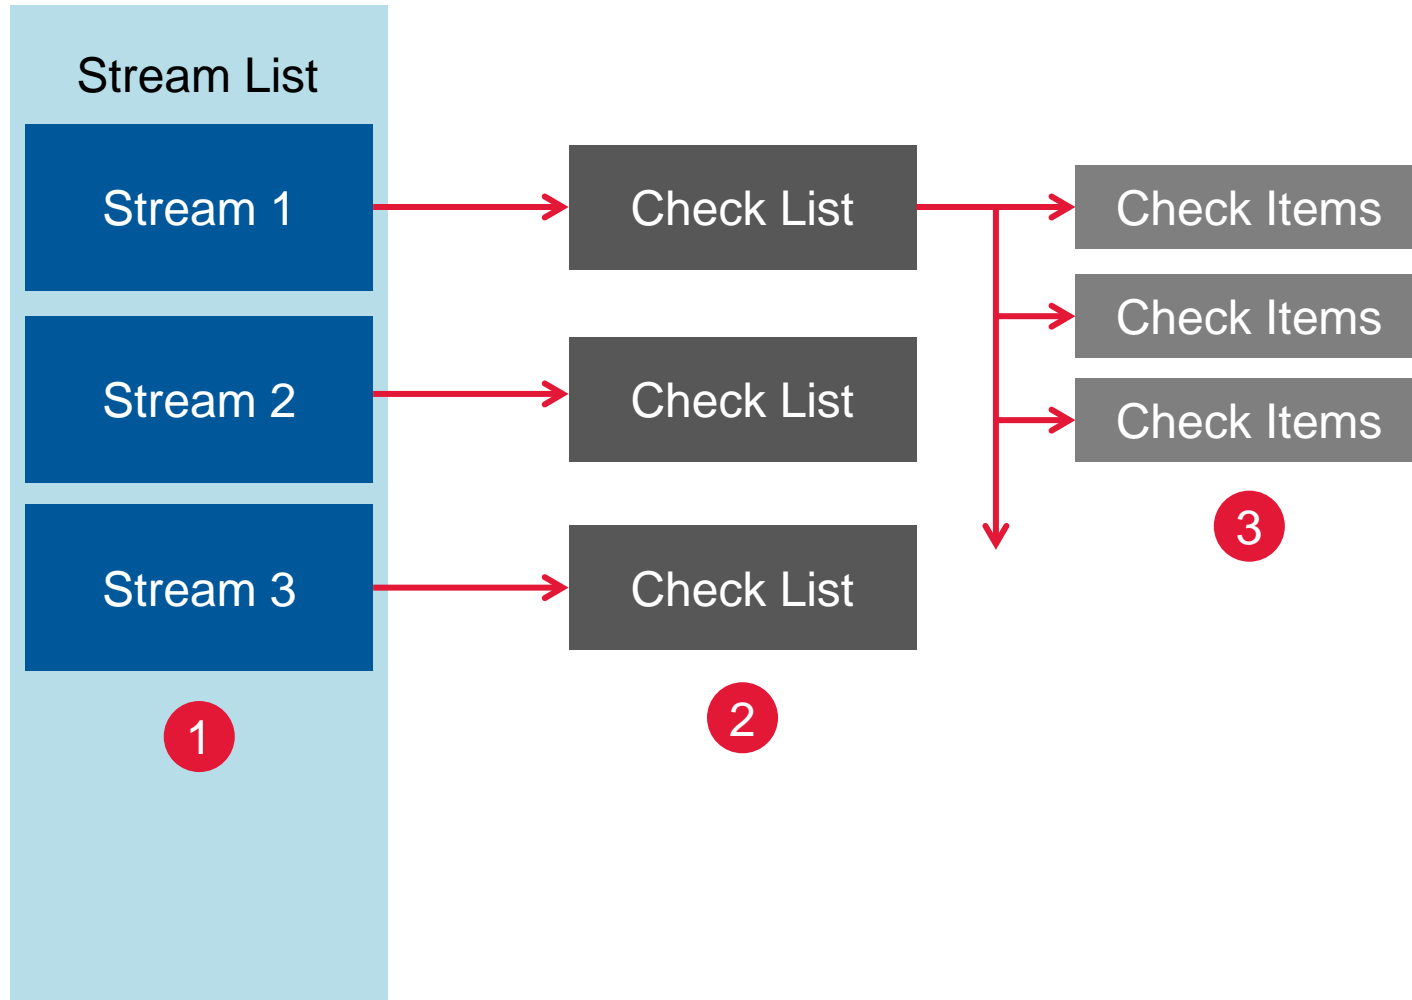 Stream List
Stream 1
Check List
Check Items
Check Items
Stream 2
Check List
Check Items
3
Stream 3
Check List
1
2